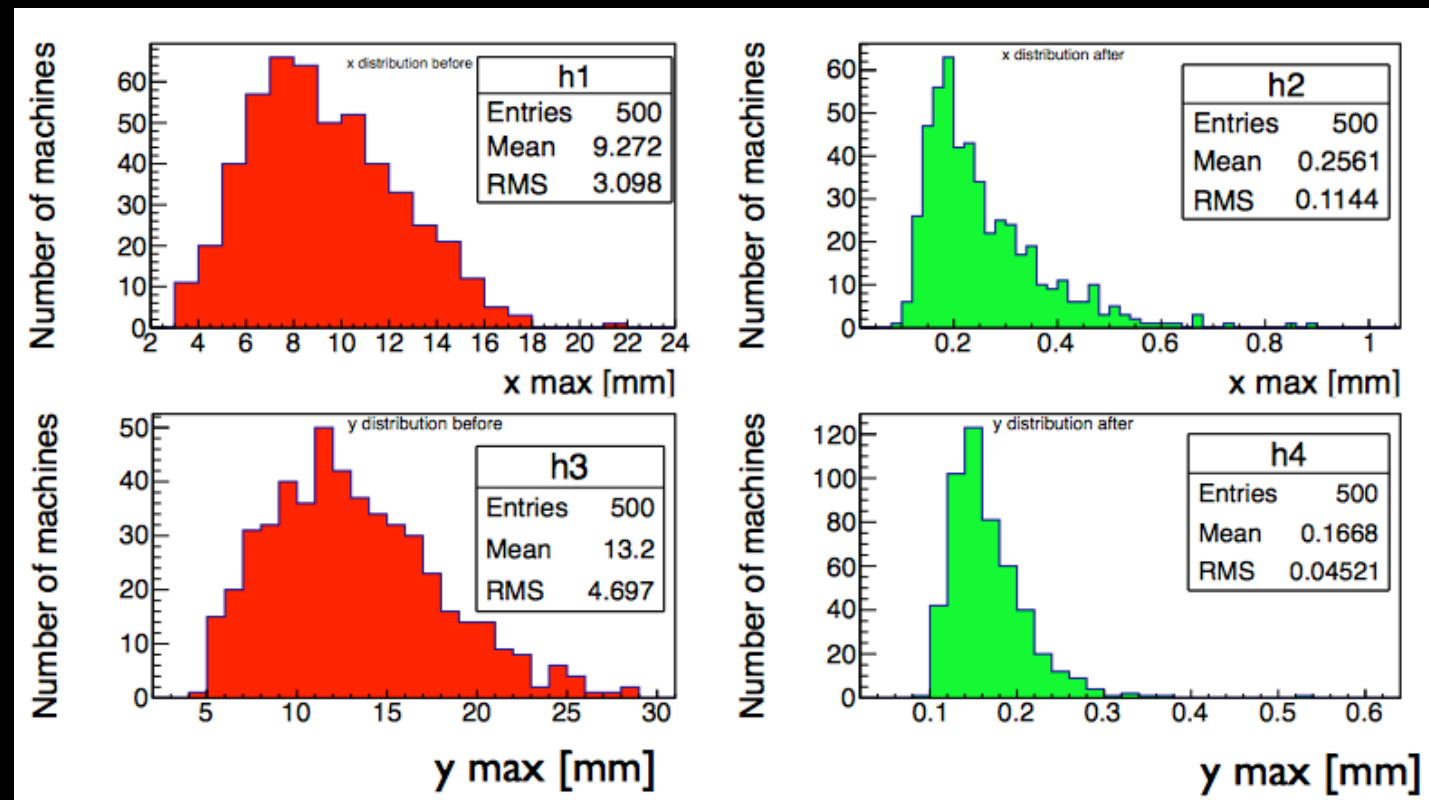 Number of machines
x distribution before
h1
Entries 500
Mean 9.272
RMS 3.098
60
50
40
30
20
10
0
2 4 6 8 10 12 14 16 18 20 22 24
x max [mm]
Number of machines
x distribution after
h2
Entries 500
Mean 0.2561
RMS 0.1144
60
50
40
30
20
10
0
0.2 0.4 0.6 0.8 1
x max [mm]
Number of machines
y distribution before
h3
Entries 500
Mean 13.2
RMS 4.697
50
40
30
20
10
0
5 10 15 20 25 30
y max [mm]
Number of machines
y distribution after
h4
Entries 500
Mean 0.1668
RMS 0.04521
120
100
80
60
40
20
0
0.1 0.2 0.3 0.4 0.5 0.6
y max [mm]